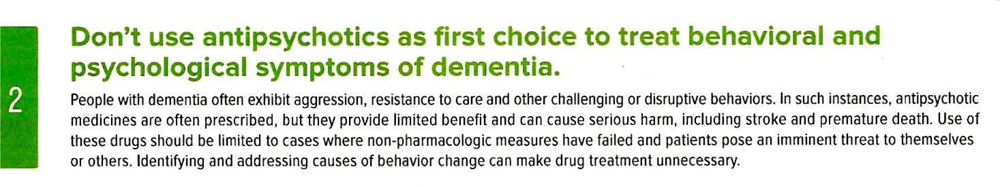 2
Don't use antipsychotics as first choice to treat behavioral and
psychological symptoms of dementia.
People with dementia often exhibit aggression, resistance to care and other challenging or disruptive behaviors. In such instances, antipsychotic
medicines are often prescribed, but they provide limited benefit and can cause serious harm, including stroke and premature death. Use of
these drugs should be limited to cases where non-pharmacologic measures have failed and patients pose an imminent threat to themselves
or others. Identifying and addressing causes of behavior change can make drug treatment unnecessary.